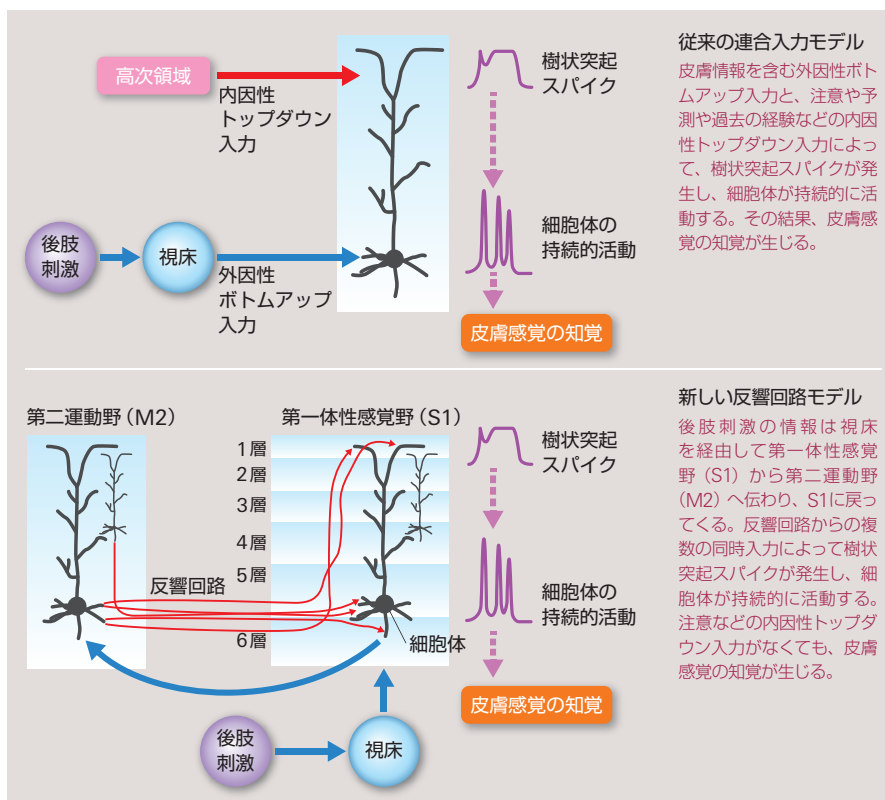 従来の連合入力モデル
皮膚情報を含む外因性ボト
ムアップ入力と、注意や予
測や過去の経験などの内因
性トップダウン入力によっ
て、樹状突起スパイクが発
生し、細胞体が持続的に活
動する。その結果、皮膚感
覚の知覚が生じる。
高次領域
内因性
トップダウン
入力
樹状突起
スパイク
後肢
刺激
視床
外因性
ボトムアップ
入力
細胞体の
持続的活動
皮膚感覚の知覚
新しい反響回路モデル
後肢刺激の情報は視床
を経由して第一体性感覚
野(S1)から第二運動野
(M2)へ伝わり、S1に戻っ
てくる。反響回路からの複
数の同時入力によって樹状
突起スパイクが発生し、細
胞体が持続的に活動する。
注意などの内因性トップダ
ウン入力がなくても、皮膚
感覚の知覚が生じる。
第二運動野(M2)
第一体性感覚野(S1)
1層
2層
3層
4層
5層
6層
反響回路
細胞体
樹状突起
スパイク
細胞体の
持続的活動
皮膚感覚の知覚
後肢
刺激
視床